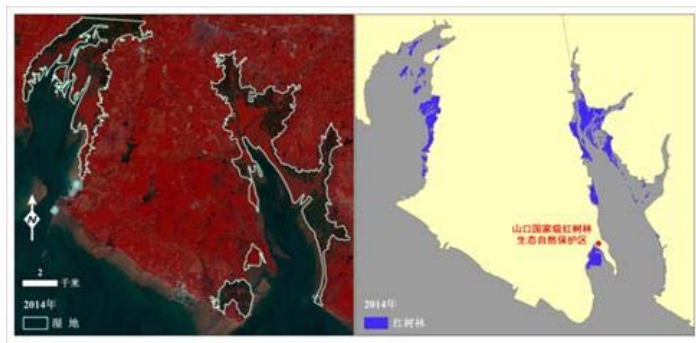 N
2
千米
2014年
湿 地
山口国家级红树林
生态自然保护区
2014年
红树林